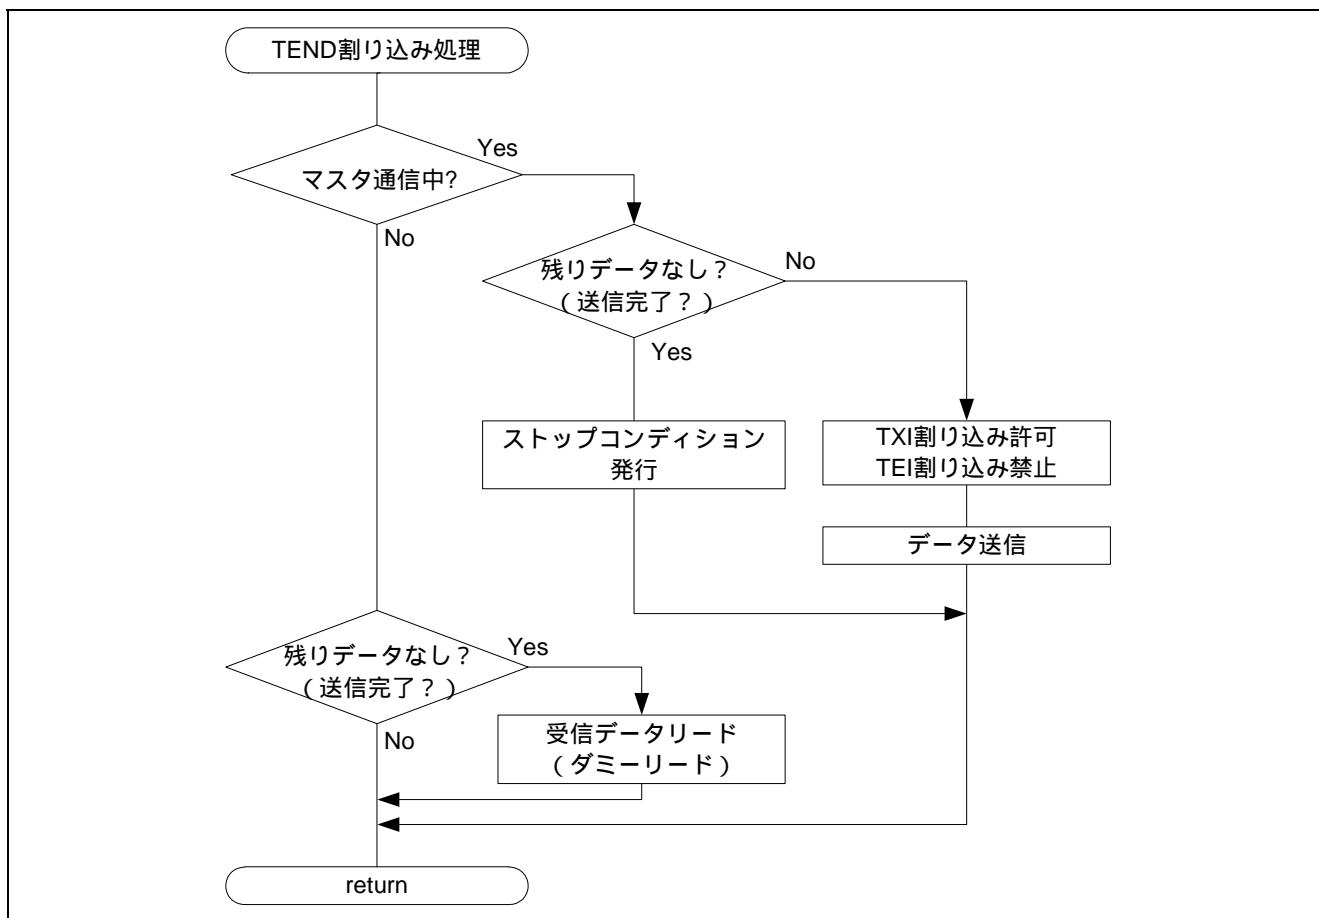 TEND割り込み処理
マスタ通信中?
Yes
No
残りデータなし？
（送信完了？）
No
Yes
ストップコンディション
発行
TXI割り込み許可
TEI割り込み禁止
データ送信
残りデータなし？
（送信完了？）
Yes
No
受信データリード
（ダミーリード）
return